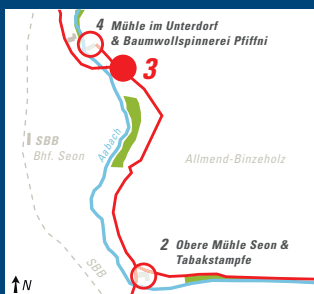 4 Mühle im Unterdorf
& Baumwollspinnerei Pfiffni
3
SBB
Bhf. Seon
Aabach
Allmend-Binzeholz
2 Obere Mühle Seon &
Tabakstampfe
SBB
N